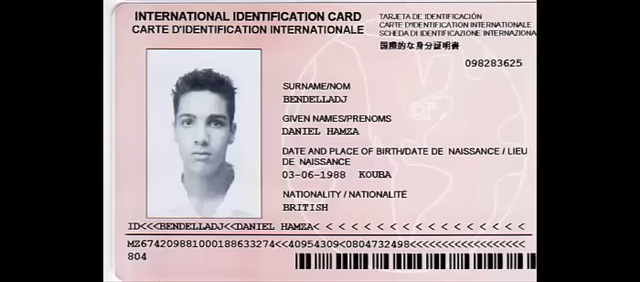 INTERNATIONAL IDENTIFICATION CARD
CARTE D'IDENTIFICATION INTERNATIONALE
TARJETA DE IDENTIFICACIÓN
CARTE D'IDENTIFICATION INTERNATIONALE
SCHEDA DI IDENTIFICAZIONE INTERNAZIONA
国際的な身分証明書
098283625
SURNAME/NOM
BENDELLADJ
GIVEN NAMES/PRENOMS
DANIEL HAMZA
DATE AND PLACE OF BIRTH/DATE DE NAISSANCE / LIEU
DE NAISSANCE
03-06-1988 KOUBA
NATIONALITY / NATIONALITÉ
BRITISH
ID<<<BENDELLADJ<<DANIEL HAMZA< < < < < < < < < < < < < < < < <
MZ674209881000188633274<<40954309<0804732498<<<<<<<<<<<<<<<<<<
804